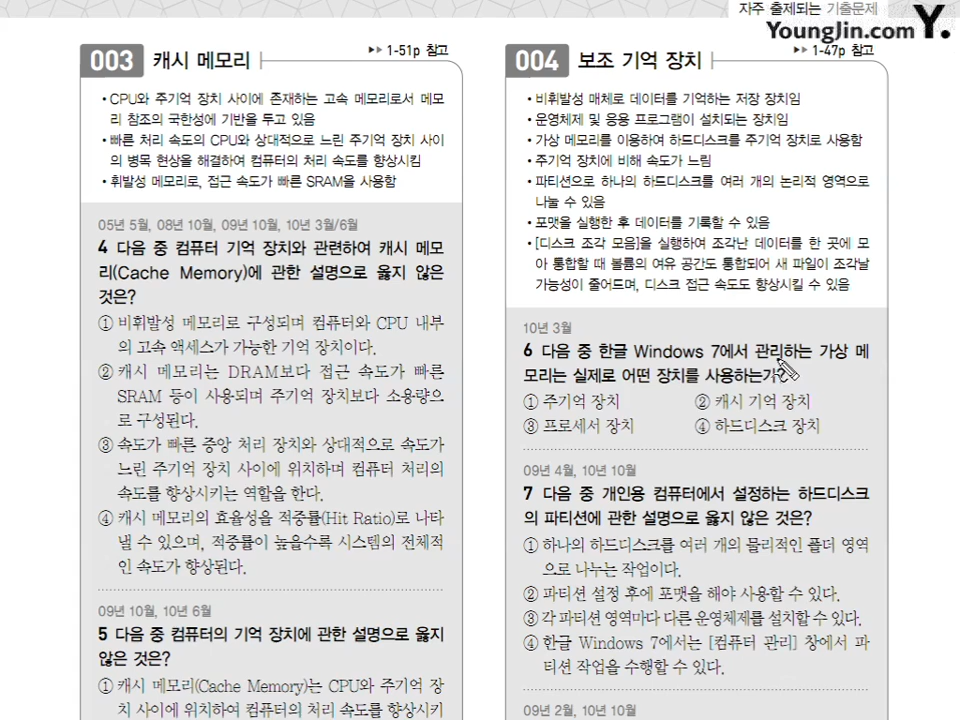 자주 출제되는 기출문제
YoungJin.com Y.
003 캐시 메모리
▶▶ 1-51p 참고
• CPU와 주기억 장치 사이에 존재하는 고속 메모리로서 메모
리 참조의 국한성에 기반을 두고 있음
• 빠른 처리 속도의 CPU와 상대적으로 느린 주기억 장치 사이
의 병목 현상을 해결하여 컴퓨터의 처리 속도를 향상시킴
• 휘발성 메모리로, 접근 속도가 빠른 SRAM을 사용함
05년 5월, 08년 10월, 09년 10월, 10년 3월/6월
4 다음 중 컴퓨터 기억 장치와 관련하여 캐시 메모
리(Cache Memory)에 관한 설명으로 옳지 않은
것은?
① 비휘발성 메모리로 구성되며 컴퓨터와 CPU 내부
의 고속 액세스가 가능한 기억 장치이다.
② 캐시 메모리는 DRAM보다 접근 속도가 빠른
SRAM 등이 사용되며 주기억 장치보다 소용량으
로 구성된다.
③ 속도가 빠른 중앙 처리 장치와 상대적으로 속도가
느린 주기억 장치 사이에 위치하며 컴퓨터 처리의
속도를 향상시키는 역할을 한다.
④ 캐시 메모리의 효율성을 적중률(Hit Ratio)로 나타
낼 수 있으며, 적중률이 높을수록 시스템의 전체적
인 속도가 향상된다.
09년 10월, 10년 6월
5 다음 중 컴퓨터의 기억 장치에 관한 설명으로 옳지
않은 것은?
① 캐시 메모리(Cache Memory)는 CPU와 주기억 장
치 사이에 위치하여 컴퓨터의 처리 속도를 향상시키
004 보조 기억 장치
▶▶ 1-47p 참고
• 비휘발성 매체로 데이터를 기억하는 저장 장치임
• 운영체제 및 응용 프로그램이 설치되는 장치임
• 가상 메모리를 이용하여 하드디스크를 주기억 장치로 사용함
• 주기억 장치에 비해 속도가 느림
• 파티션으로 하나의 하드디스크를 여러 개의 논리적 영역으로
나눌 수 있음
• 포맷을 실행한 후 데이터를 기록할 수 있음
• [디스크 조각 모음]을 실행하여 조각난 데이터를 한 곳에 모
아 통합할 때 볼륨의 여유 공간도 통합되어 새 파일이 조각날
가능성이 줄어드며, 디스크 접근 속도도 향상시킬 수 있음
10년 3월
6 다음 중 한글 Windows 7에서 관리하는 가상 메
모리는 실제로 어떤 장치를 사용하는가?
① 주기억 장치 ② 캐시 기억 장치
③ 프로세서 장치 ④ 하드디스크 장치
09년 4월, 10년 10월
7 다음 중 개인용 컴퓨터에서 설정하는 하드디스크
의 파티션에 관한 설명으로 옳지 않은 것은?
① 하나의 하드디스크를 여러 개의 물리적인 폴더 영역
으로 나누는 작업이다.
② 파티션 설정 후에 포맷을 해야 사용할 수 있다.
③ 각 파티션 영역마다 다른 운영체제를 설치할 수 있다.
④ 한글 Windows 7에서는 [컴퓨터 관리] 창에서 파
티션 작업을 수행할 수 있다.
09년 2월, 10년 10월